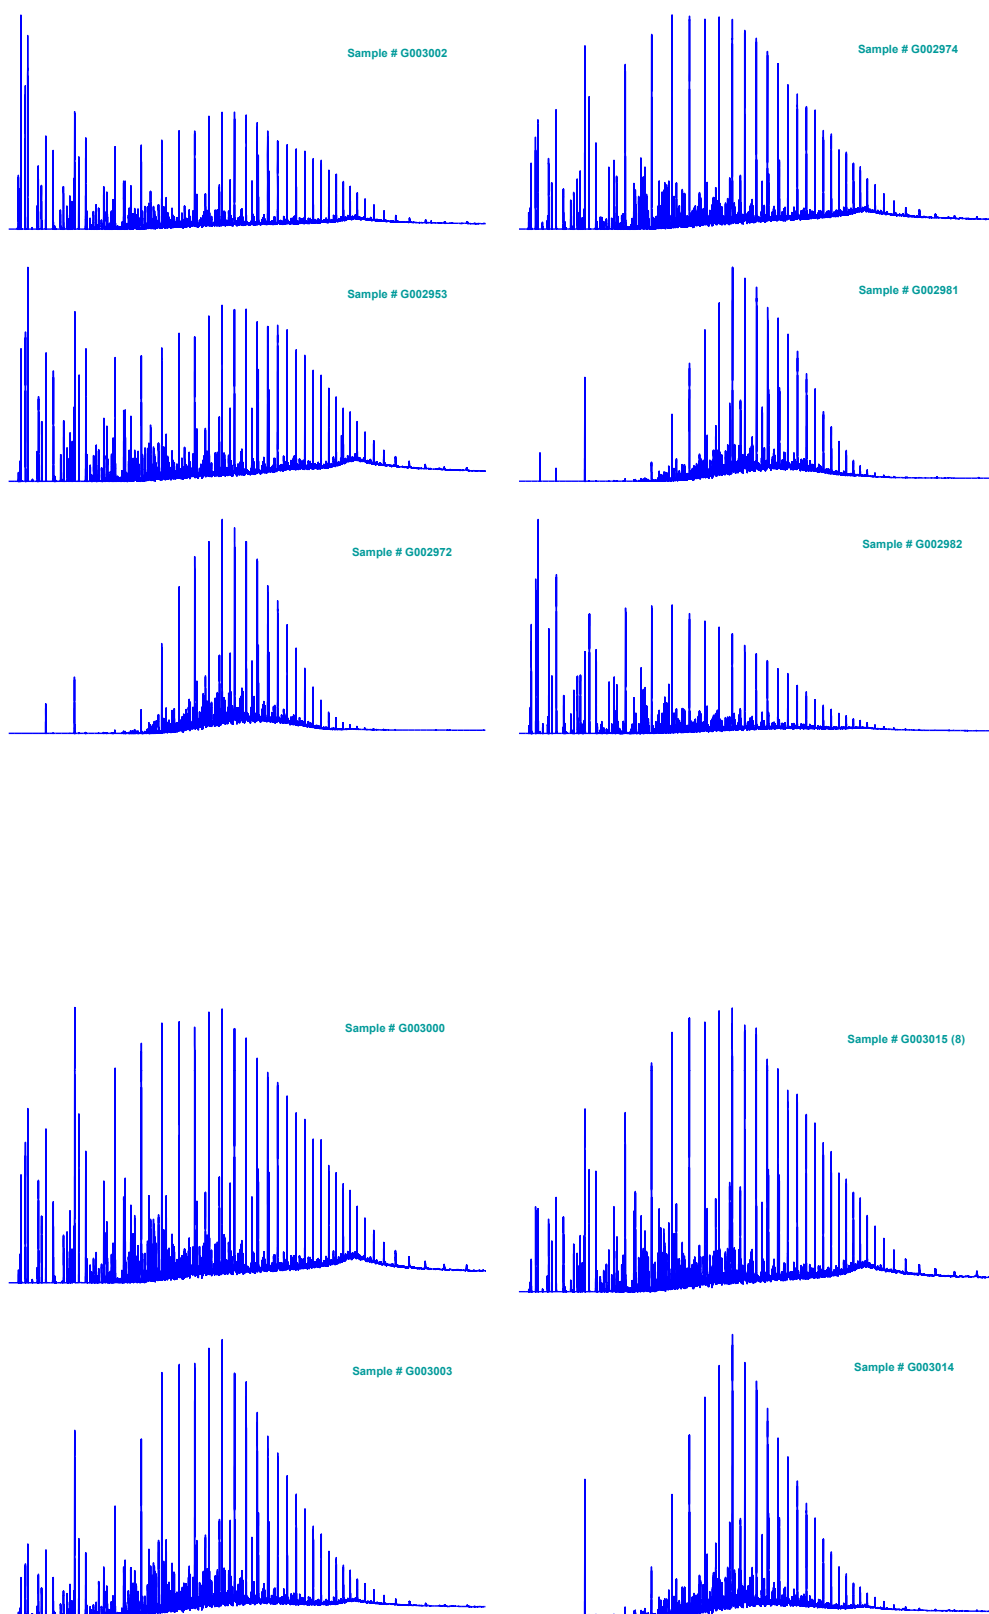 Sample # G003002
Sample # G002974
Sample # G002953
Sample # G002981
Sample # G002972
Sample # G002982
Sample # G003000
Sample # G003015 (8)
Sample # G003003
Sample # G003014